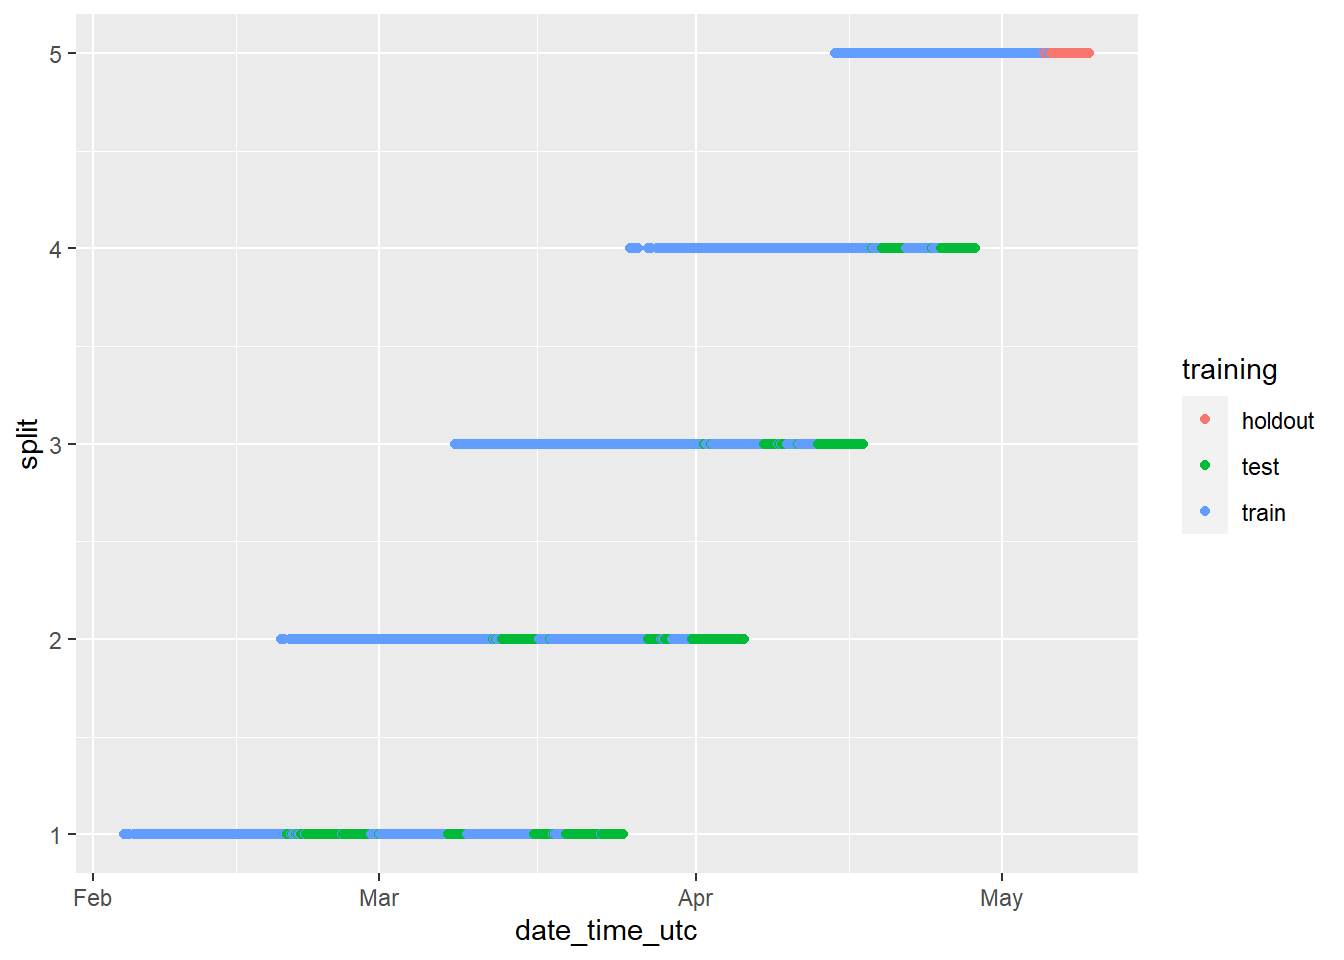 5
4
3
2
1
split
Feb Mar Apr May
date_time_utc
training
holdout
test
train